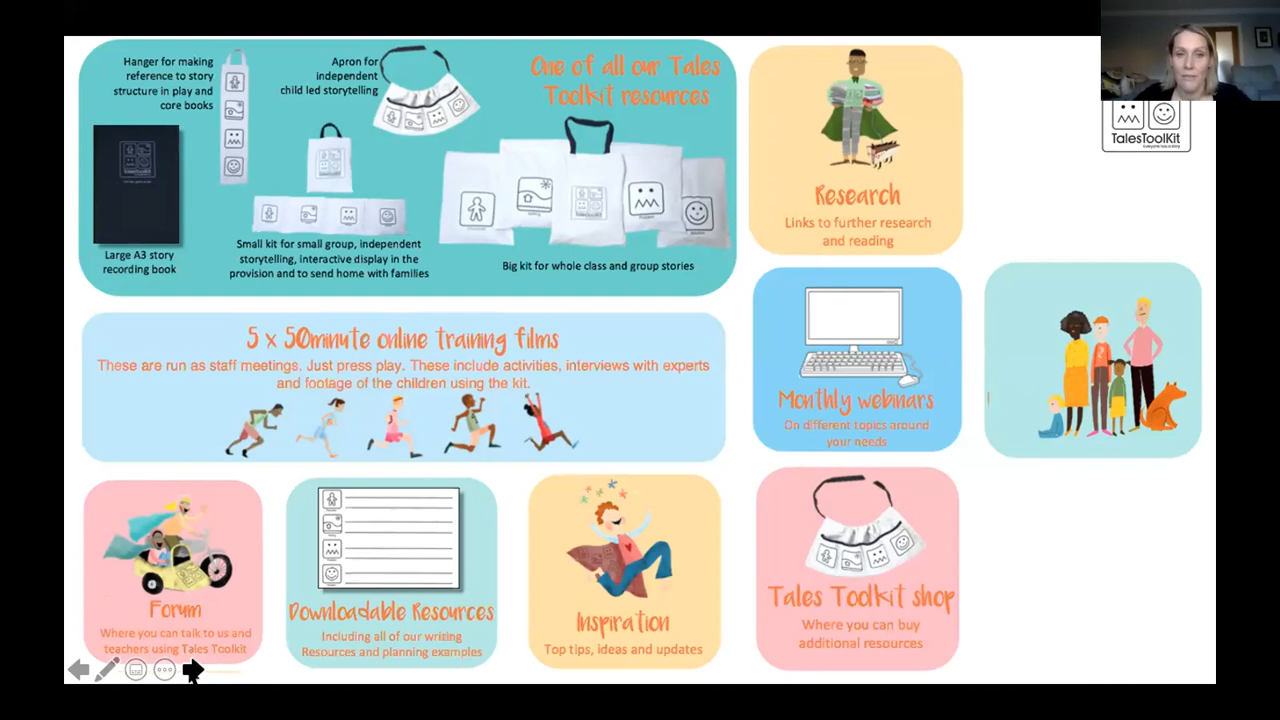 Hanger for making
reference to story
structure in play and
core books
Apron for
independent
child led storytelling
One of all our Tales
Toolkit resources
Large A3 story
recording book
Small kit for small group, independent
storytelling, interactive display in the
provision and to send home with families
Big kit for whole class and group stories
Research
Links to further research
and reading
TalesToolKit
5 x 50minute online training films
These are run as staff meetings. Just press play. These include activities, interviews with experts
and footage of the children using the kit.
Monthly webinars
On different topics around
your needs
Forum
Where you can talk to us and
teachers using Tales Toolkit
Downloadable Resources
Including all of our writing
Resources and planning examples
Inspiration
Top tips, ideas and updates
Tales Toolkit shop
Where you can buy
additional resources